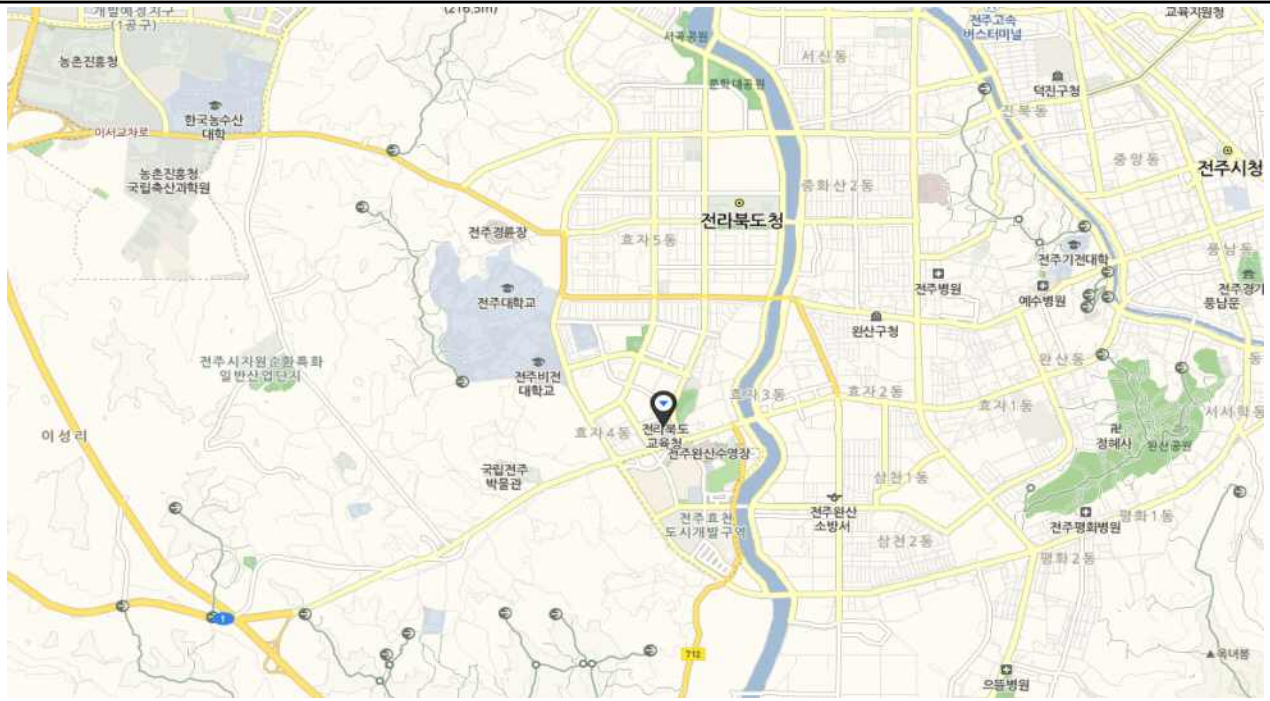 개발예정지구
(1공구)
(216.5m)
서곡공원
전주고속
버스터미널
교육지원청
농촌진흥청
서신동
문학대공원
덕진구청
한국농수산
대학
진북동
이서교차로
중앙동
전주시청
농촌진흥청
국립축산과학원
중화산2동
전라북도청
전주경륜장
효자5동
풍남동
전주기전대학
전주병원
예수병원
전주경기
풍남문
전주대학교
완산구청
전주시자원순환특화
일반산업단지
전주비전
대학교
완산동
동
효자3동
효자2동
효자1동
서서학동
이성리
효자4동
전라북도
교육청
전주완산수영장
정혜사
완산공원
국립전주
박물관
삼천1동
전주효천
도시개발구역
전주완산
소방서
전주평화병원
평화1동
삼천2동
평화2동
1
712
옥녀봉
으뜸병원